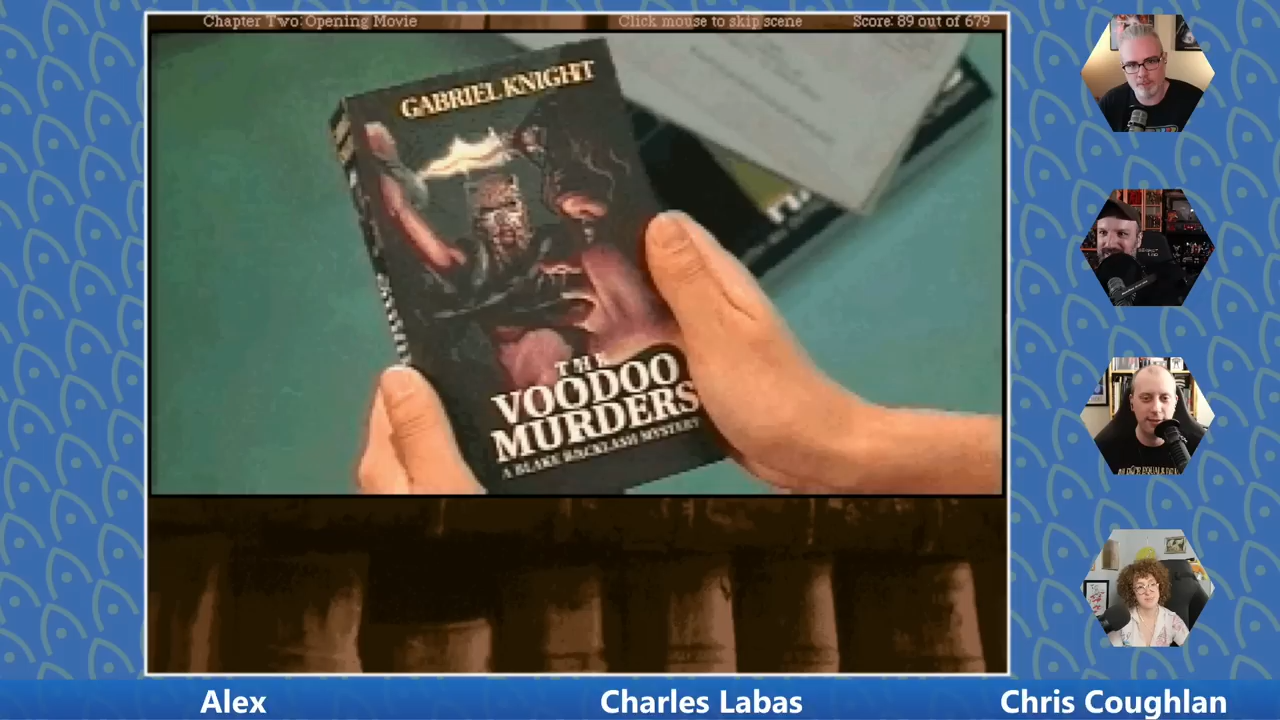 Chapter Two: Opening Movie
Click mouse to skip scene
Score: 89 out of 679
GABRIEL KNIGHT
THE
VOODOO
MURDERS
A BLAKE BACKLASH MYSTERY
Alex
Charles Labas
Chris Coughlan